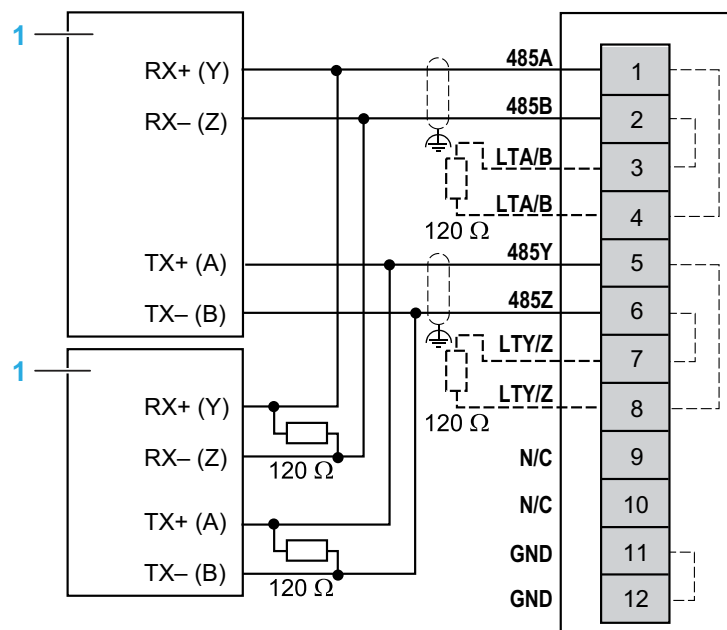 1
RX+ (Y)
RX– (Z)
TX+ (A)
TX– (B)
1
RX+ (Y)
RX– (Z)
120 Ω
TX+ (A)
TX– (B)
120 Ω
485A
485B
LTA/B
LTA/B
120 Ω
485Y
485Z
LTY/Z
LTY/Z
120 Ω
N/C
N/C
GND
GND
1
2
3
4
5
6
7
8
9
10
11
12